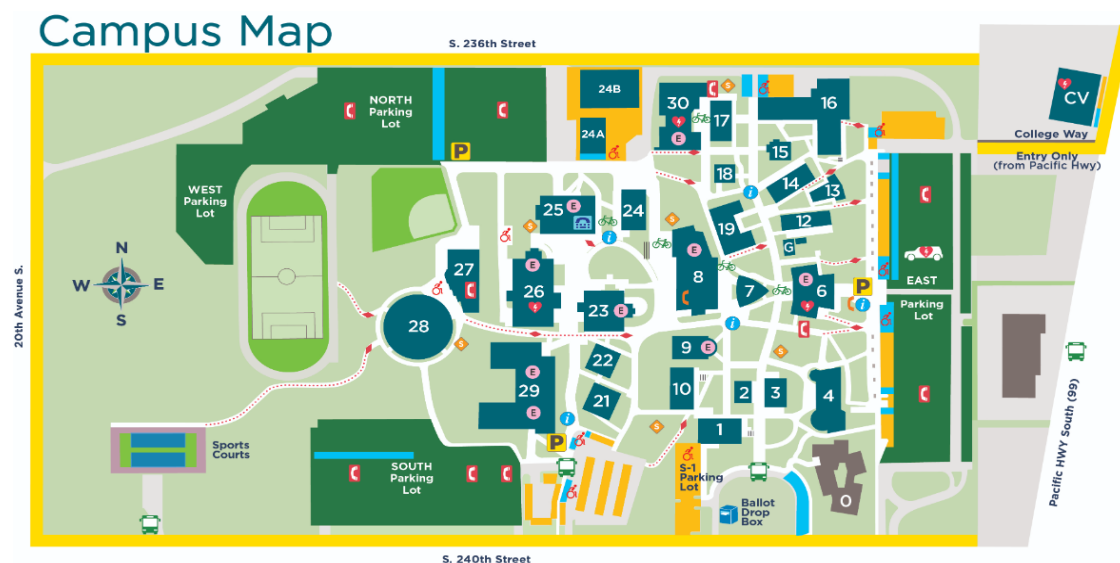 Campus Map
S. 236th Street
NORTH
Parking
Lot
24B
24A
30
17
16
CV
College Way
Entry Only
(from Pacific Hwy)
WEST
Parking
Lot
15
18
14
13
25
24
19
12
G
N
W
E
S
20th Avenue S.
27
26
23
8
7
6
EAST
Parking
Lot
28
22
9
29
21
10
2
3
4
1
Sports
Courts
SOUTH
Parking
Lot
S-1
Parking
Lot
Ballot
Drop
Box
O
Pacific HWY South (99)
S. 240th Street
P
P
P
E
E
E
E
E
E
E
E
E
S
S
S
S
S
S
i
i
i
i
i